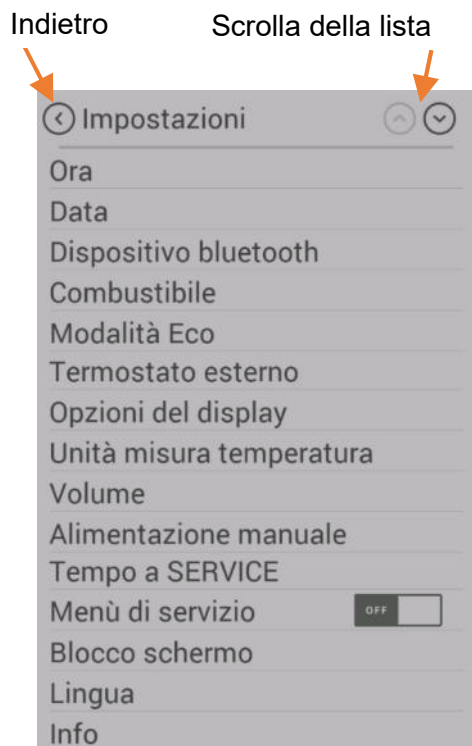 Indietro Scrolla della lista
Impostazioni
Ora
Data
Dispositivo bluetooth
Combustibile
Modalità Eco
Termostato esterno
Opzioni del display
Unità misura temperatura
Volume
Alimentazione manuale
Tempo a SERVICE
Menù di servizio OFF
Blocco schermo
Lingua
Info